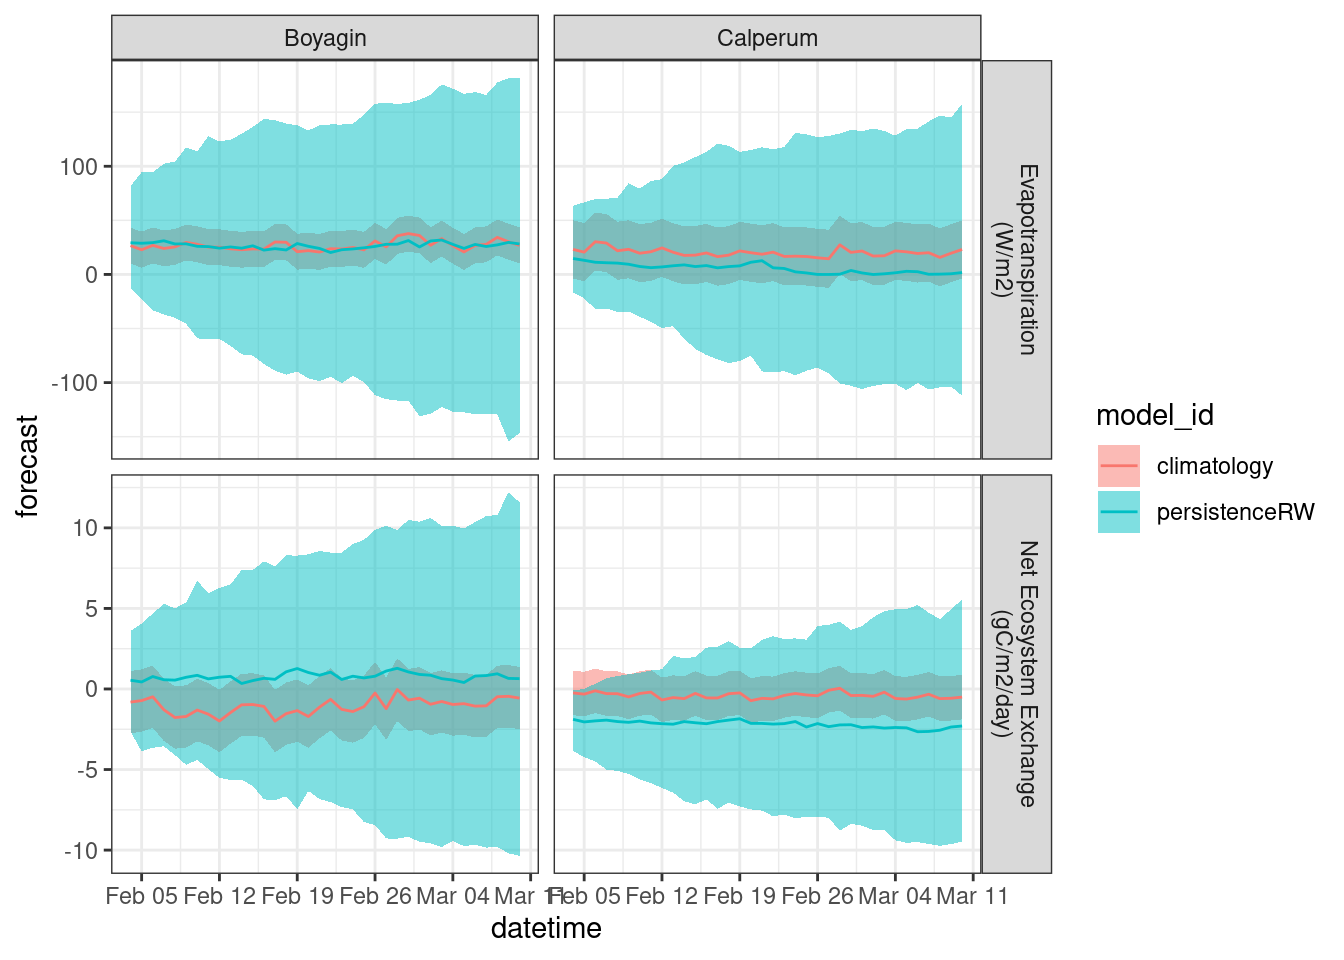 Boyagin
Calperum
100
0
-100
Evapotranspiration
(W/m2)
10
5
0
-5
-10
Net Ecosystem Exchange
(gC/m2/day)
forecast
Feb 05 Feb 12 Feb 19 Feb 26 Mar 04 Mar 11
Feb 05 Feb 12 Feb 19 Feb 26 Mar 04 Mar 11
datetime
model_id
climatology
persistenceRW